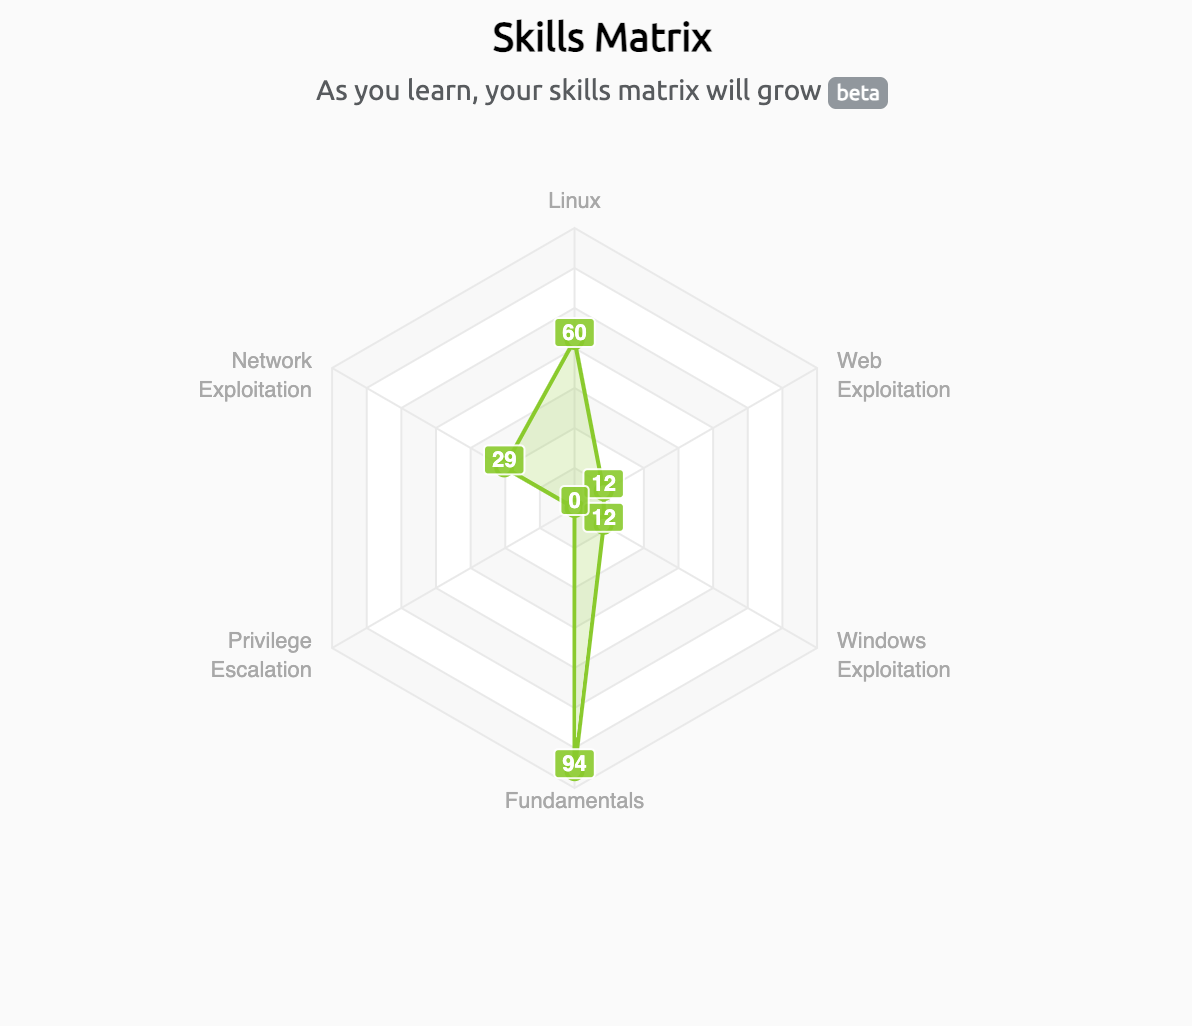 Skills Matrix
As you learn, your skills matrix will grow beta
Linux
60
Network
Exploitation
Web
Exploitation
29
12
0
12
Privilege
Escalation
Windows
Exploitation
94
Fundamentals